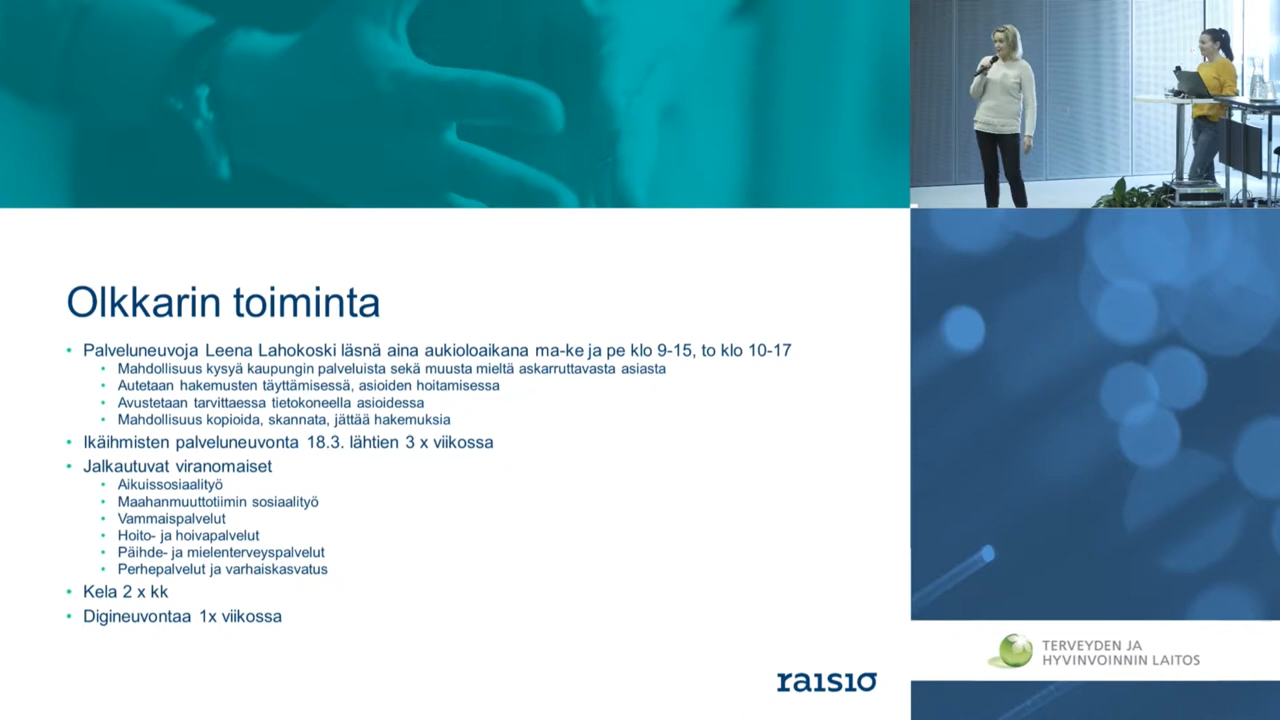 Olkkarin toiminta
Palveluneuvoja Leena Lahokoski läsnä aina aukioloaikana ma-ke ja pe klo 9-15, to klo 10-17
Mahdollisuus kysyä kaupungin palveluista sekä muusta mieltä askarruttavasta asiasta
Autetaan hakemusten täyttämisessä, asioiden hoitamisessa
Avustetaan tarvittaessa tietokoneella asioidessa
Mahdollisuus kopioida, skannata, jättää hakemuksia
Ikäihmisten palveluneuvonta 18.3. lähtien 3 x viikossa
Jalkautuvat viranomaiset
Aikuissosiaalityö
Maahanmuuttotiimin sosiaalityö
Vammaispalvelut
Hoito- ja hoivapalvelut
Päihde- ja mielenterveyspalvelut
Perhepalvelut ja varhaiskasvatus
Kela 2 x kk
Digineuvontaa 1x viikossa
raisio
TERVEYDEN JA
HYVINVOINNIN LAITOS